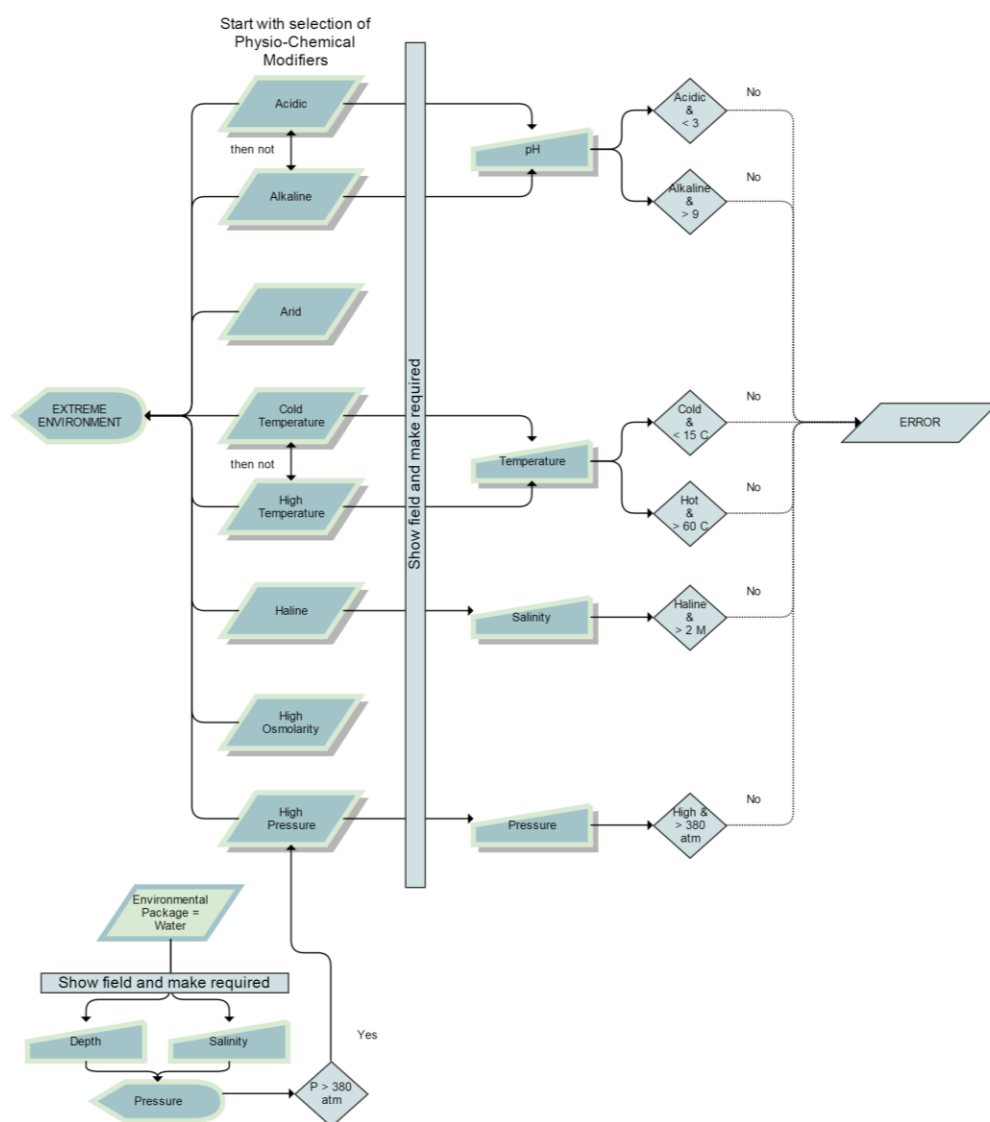 Start with selection of
Physio-Chemical
Modifiers
Acidic
then not
Alkaline
Arid
EXTREME
ENVIRONMENT
Cold
Temperature
then not
High
Temperature
Haline
High
Osmolarity
High
Pressure
Show field and make required
pH
Temperature
Salinity
Pressure
Acidic
&
< 3
No
Alkaline
&
> 9
No
Cold
&
< 15 C
No
Hot
&
> 60 C
No
Haline
&
> 2 M
No
High &
> 380
atm
No
ERROR
Environmental
Package =
Water
Show field and make required
Depth
Salinity
Pressure
P > 380
atm
Yes